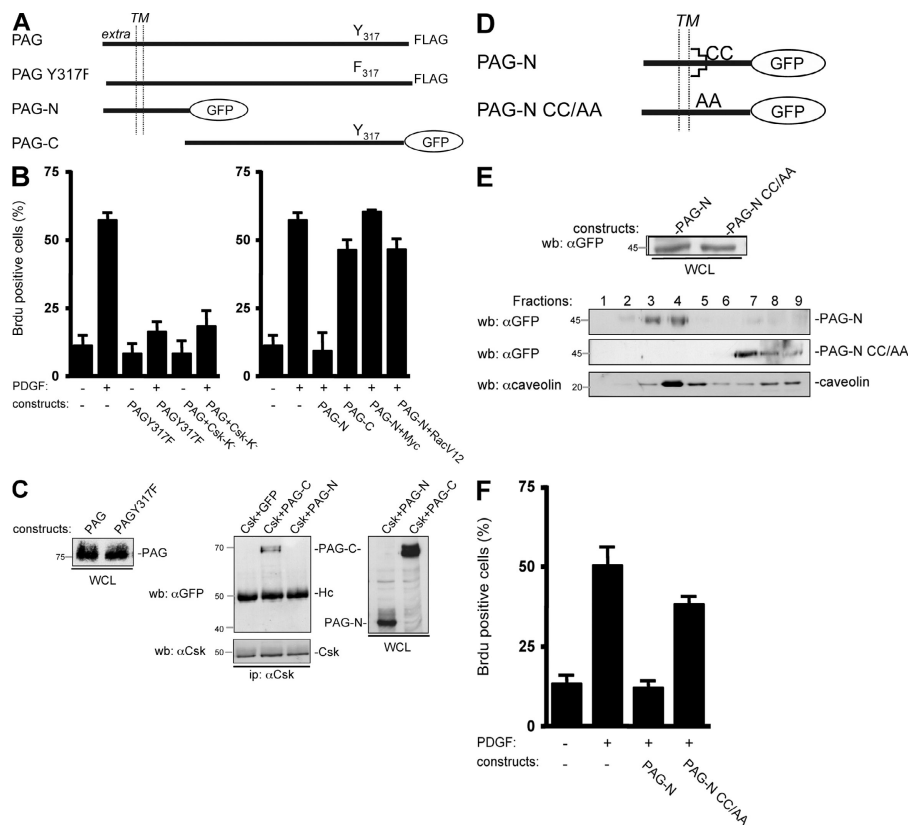 A
TM
PAG
extra
Y317
FLAG
PAG Y317F
F317
FLAG
PAG-N
GFP
PAG-C
Y317
GFP
B
Brdu positive cells (%)
75
50
25
0
PDGF: - + - + - +
constructs: - - PAGY317F PAGY317F PAG+Csk-K- PAG+Csk-K-
75
50
25
0
- + + + + +
- - PAG-N PAG-C PAG-N+Myc PAG-N+RacV12
C
constructs: PAG PAGY317F
75
-PAG
WCL
Csk+GFP Csk+PAG-C Csk+PAG-N
wb: αGFP
70
50
40
-PAG-C-
-Hc
wb: αCsk
50
-Csk
ip: αCsk
Csk+PAG-N Csk+PAG-C
PAG-N-
WCL
D
TM
PAG-N
CC
GFP
PAG-N CC/AA
AA
GFP
E
constructs: -PAG-N -PAG-N CC/AA
wb: αGFP 45
WCL
Fractions: 1 2 3 4 5 6 7 8 9
wb: αGFP 45 -PAG-N
wb: αGFP 45 -PAG-N CC/AA
wb: αcaveolin 20 -caveolin
F
Brdu positive cells (%)
75
50
25
0
PDGF: - + + +
constructs: - - PAG-N PAG-N CC/AA